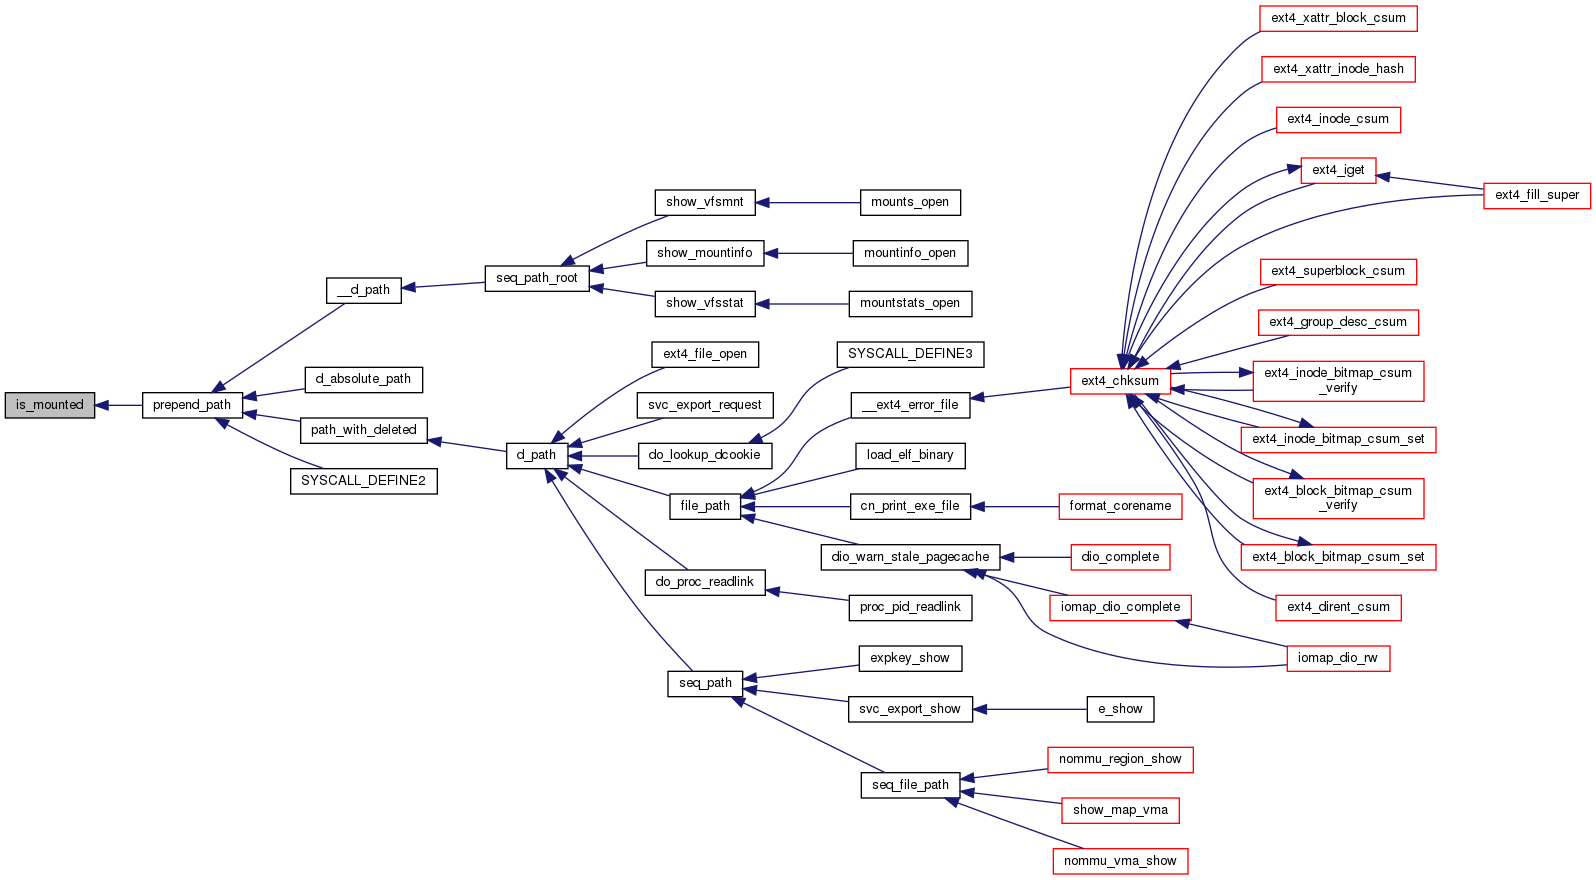 ext4_xattr_block_csum
ext4_xattr_inode_hash
ext4_inode_csum
ext4_iget
ext4_fill_super
show_vfsmnt
mounts_open
show_mountinfo
mountinfo_open
seq_path_root
ext4_superblock_csum
__d_path
show_vfsstat
mountstats_open
ext4_group_desc_csum
ext4_file_open
SYSCALL_DEFINE3
d_absolute_path
ext4_chksum
ext4_inode_bitmap_csum
_verify
is_mounted
prepend_path
svc_export_request
__ext4_error_file
path_with_deleted
ext4_inode_bitmap_csum_set
d_path
do_lookup_dcookie
load_elf_binary
SYSCALL_DEFINE2
ext4_block_bitmap_csum
_verify
file_path
cn_print_exe_file
format_corename
dio_warn_stale_pagecache
dio_complete
ext4_block_bitmap_csum_set
do_proc_readlink
proc_pid_readlink
iomap_dio_complete
ext4_dirent_csum
expkey_show
iomap_dio_rw
seq_path
svc_export_show
e_show
nommu_region_show
seq_file_path
show_map_vma
nommu_vma_show